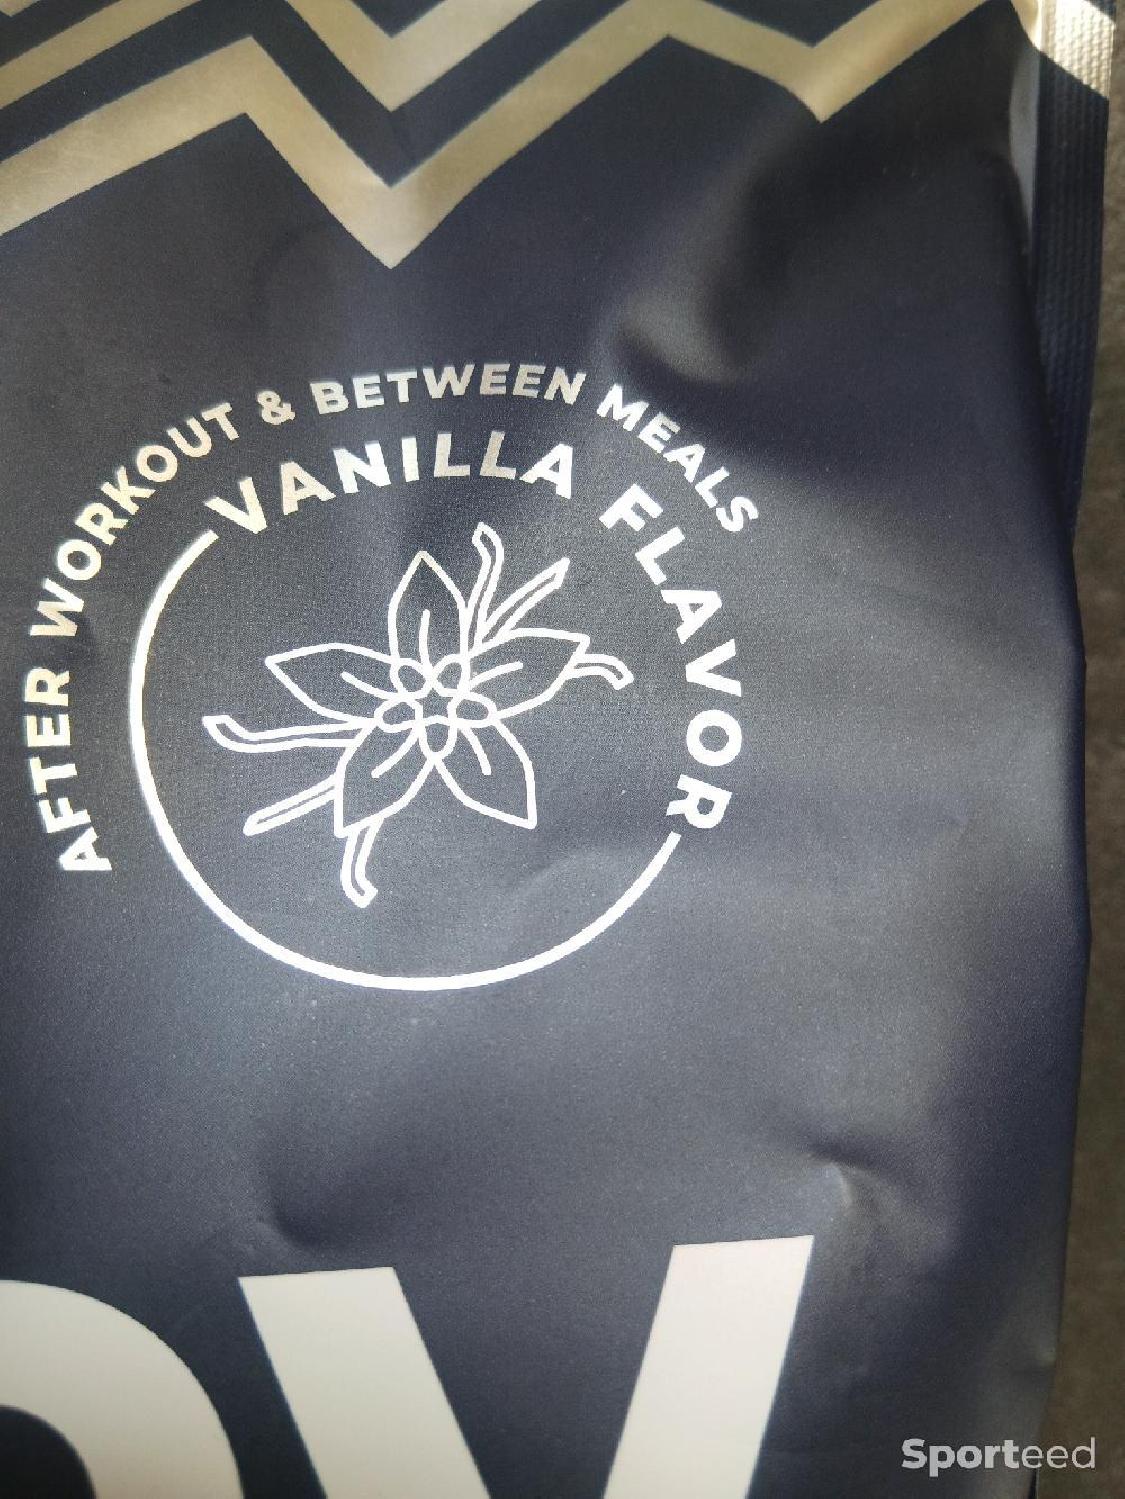 AFTER WORKOUT & BETWEEN MEALS
VANILLA FLAVOR
Sporteed